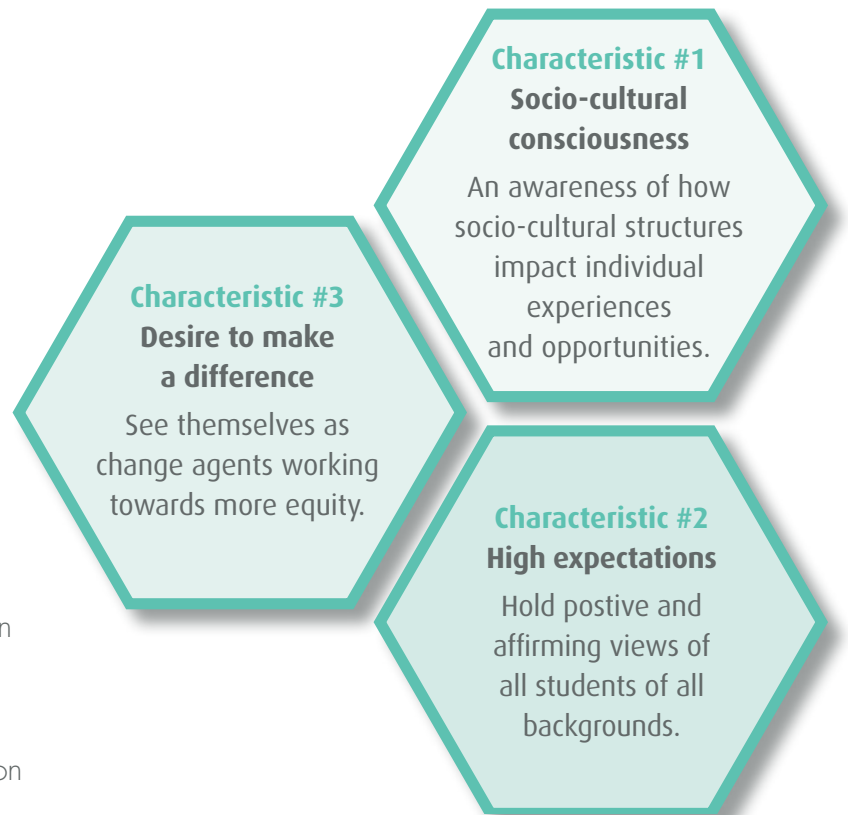 Characteristic #1
Socio-cultural
consciousness
An awareness of how
socio-cultural structures
impact individual
experiences
and opportunities.
Characteristic #3
Desire to make
a difference
See themselves as
change agents working
towards more equity.
Characteristic #2
High expectations
Hold postive and
affirming views of
all students of all
backgrounds.